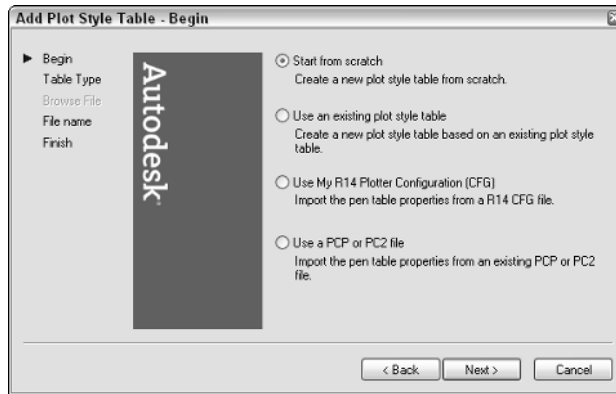 Add Plot Style Table - Begin
Begin
Table Type
Browse File
File name
Finish
Autodesk
Start from scratch
Create a new plot style table from scratch.
Use an existing plot style table
Create a new plot style table based on an existing plot style
table.
Use My R14 Plotter Configuration (CFG)
Import the pen table properties from a R14 CFG file.
Use a PCP or PC2 file
Import the pen table properties from an existing PCP or PC2
file.
< Back
Next >
Cancel